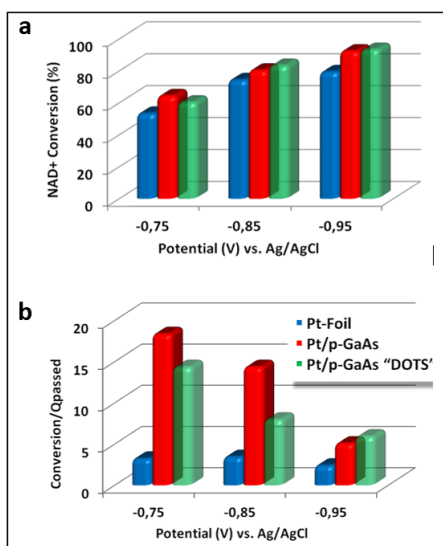 a
NAD+ Conversion (%)
100
80
60
40
20
0
-0,75
-0,85
-0,95
Potential (V) vs. Ag/AgCl
b
Conversion/Qpassed
20
15
10
5
0
Pt-Foil
Pt/p-GaAs
Pt/p-GaAs “DOTS”
-0,75
-0,85
-0,95
Potential (V) vs. Ag/AgCl